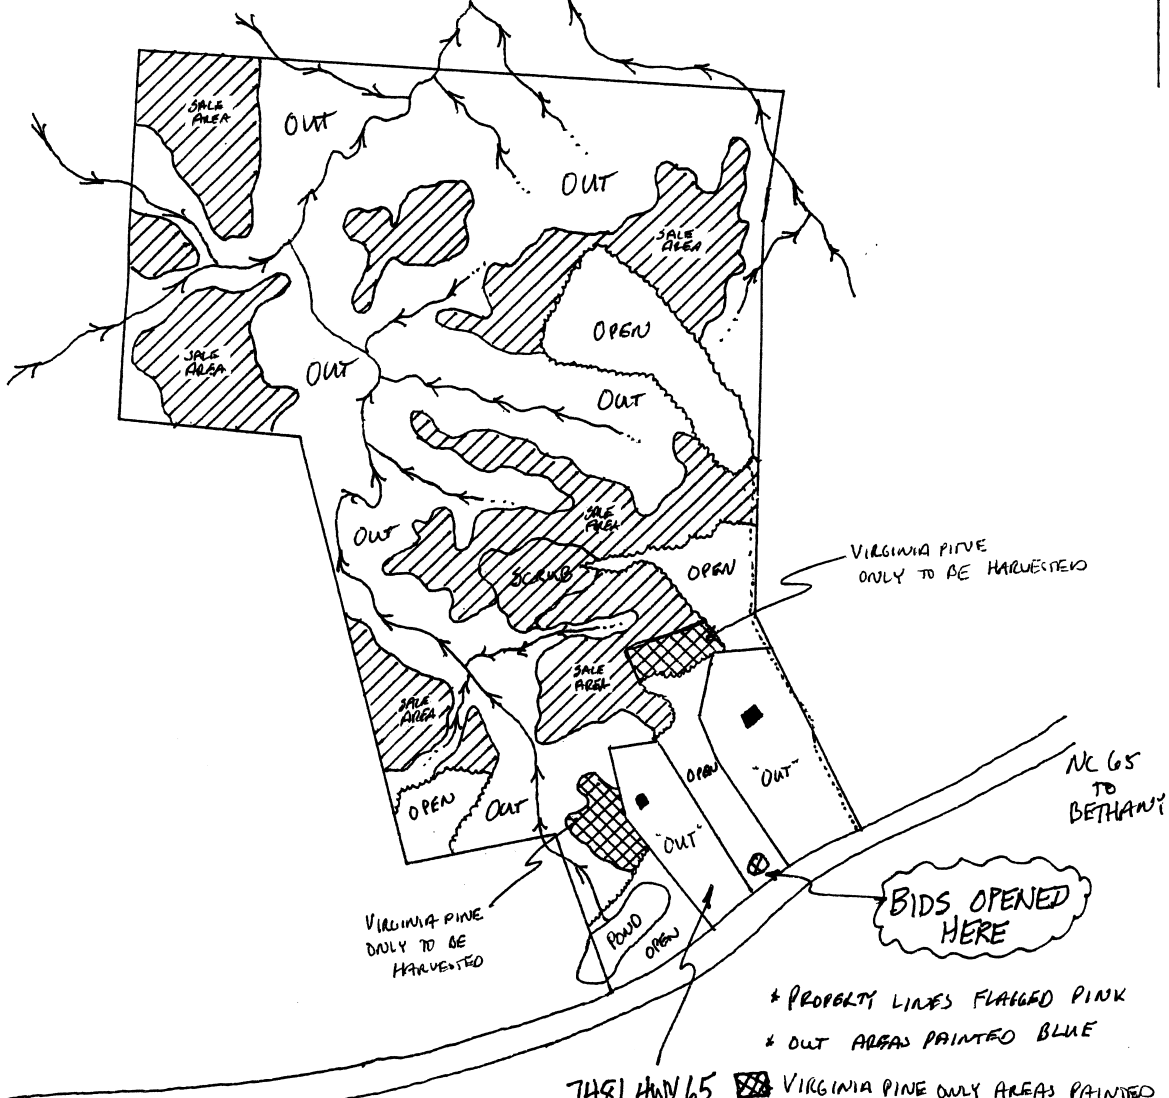 SALE
AREA
OUT
OUT
SALE
AREA
OPEN
SALE
AREA
OUT
OUT
SALE
AREA
OUT
VIRGINIA PINE
ONLY TO BE HARVESTED
SCRUB
OPEN
SALE
AREA
SALE
AREA
OPEN
"OUT"
NC 65
TO
BETHANY
OPEN
OUT
"OUT"
BIDS OPENED
HERE
VIRGINIA PINE
ONLY TO BE
HARVESTED
POND
OPEN
* PROPERTY LINES FLAGGED PINK
* OUT AREAS PAINTED BLUE
7481 HWY 65
VIRGINIA PINE ONLY AREAS PAINTED